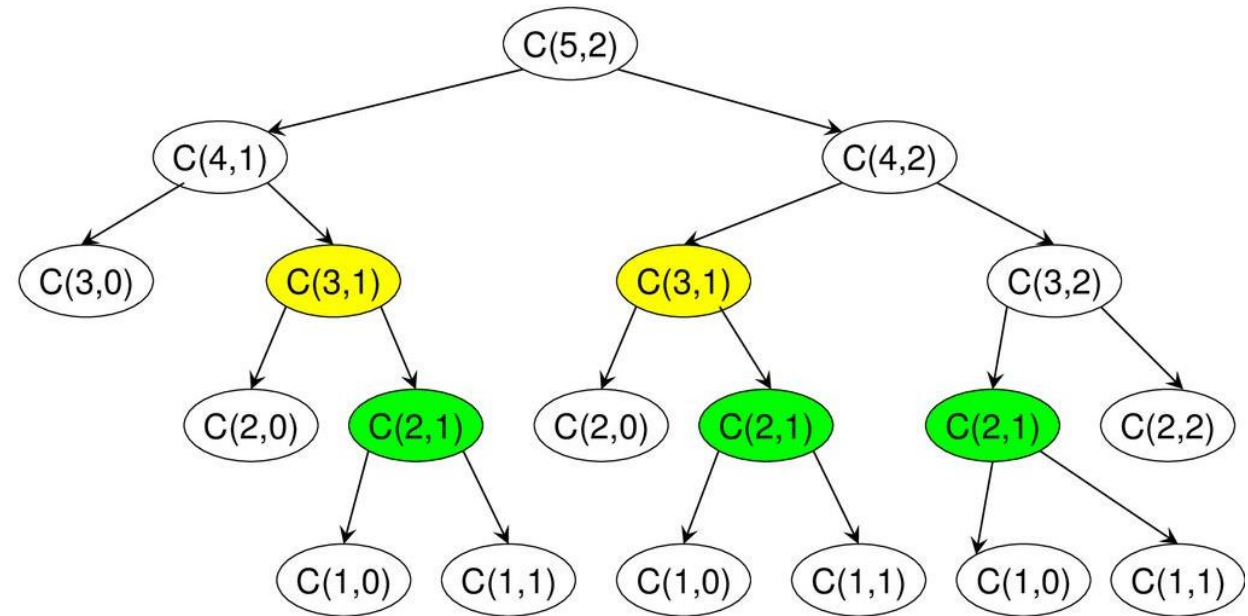 C(5,2)
C(4,1) C(4,2)
C(3,0) C(3,1) C(3,1) C(3,2)
C(2,0) C(2,1) C(2,0) C(2,1) C(2,1) C(2,2)
C(1,0) C(1,1) C(1,0) C(1,1) C(1,0) C(1,1)